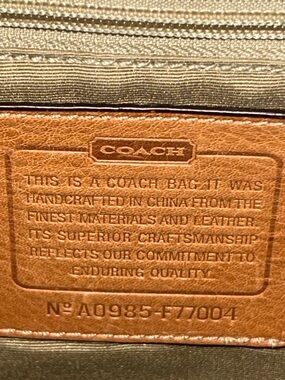 COACH
THIS IS A COACH BAG. IT WAS
HANDCRAFTED IN CHINA FROM THE
FINEST MATERIALS AND LEATHER.
ITS SUPERIOR CRAFTSMANSHIP
REFLECTS OUR COMMITMENT TO
ENDURING QUALITY.
Nº A0985-F77004